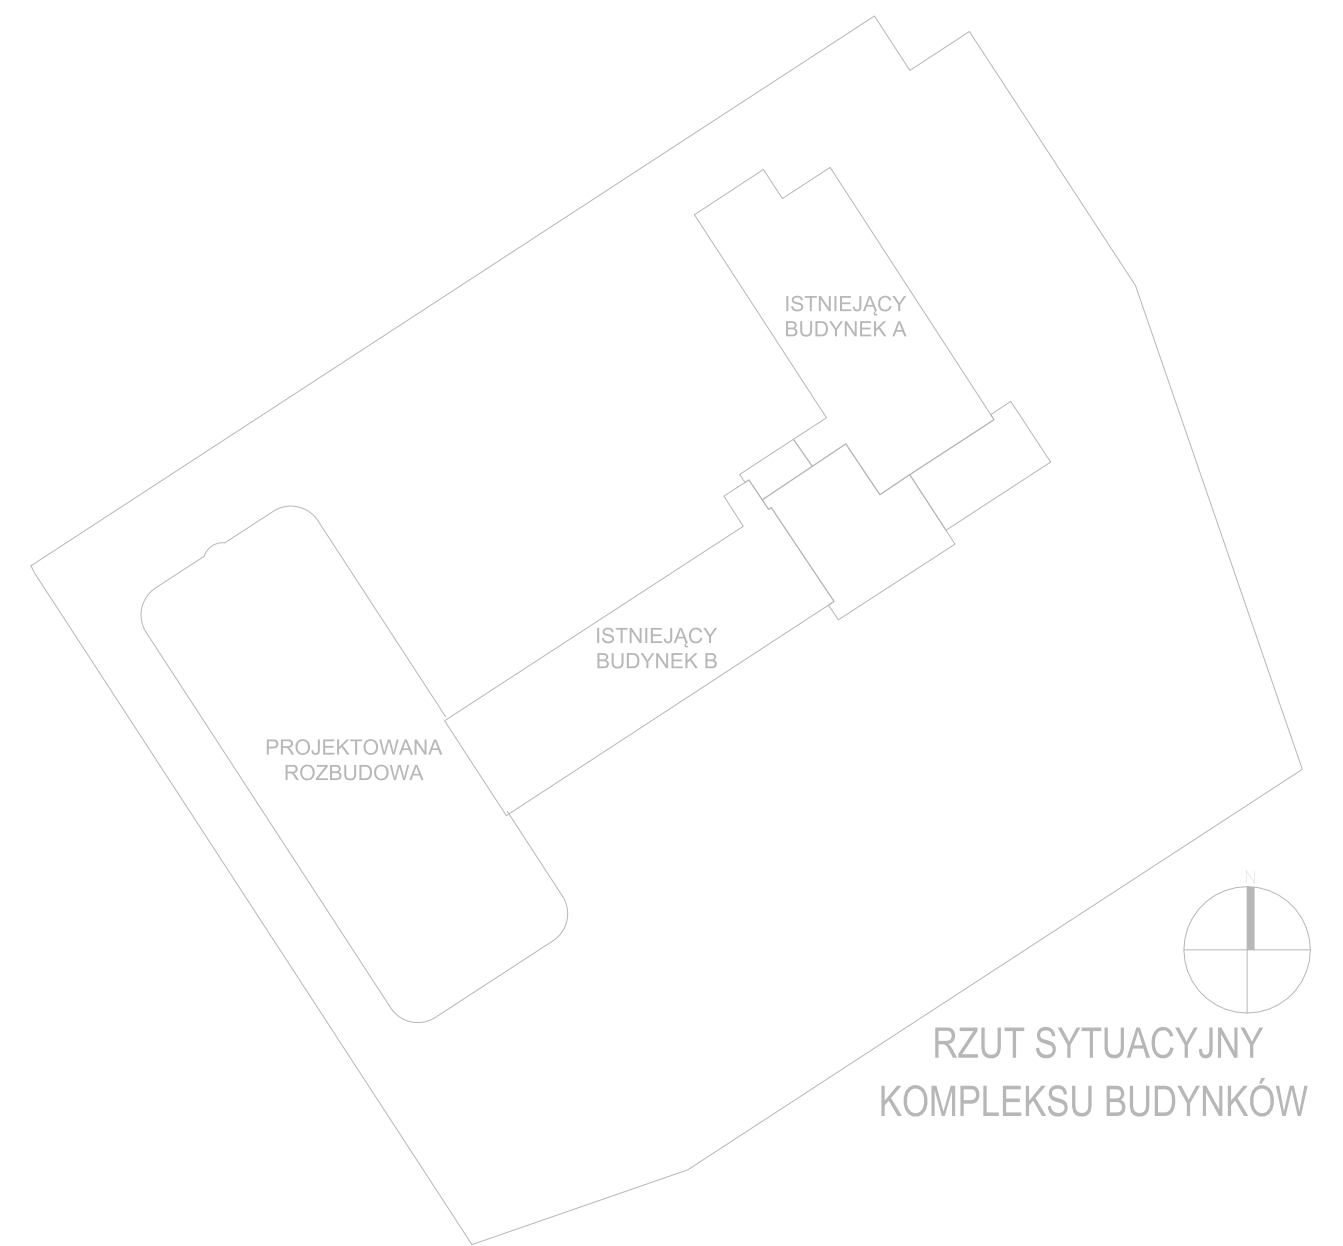 ISTNIEJĄCY
BUDYNEK A
ISTNIEJĄCY
BUDYNEK B
PROJEKTOWANA
ROZBUDOWA
N
RZUT SYTUACYJNY
KOMPLEKSU BUDYNKÓW